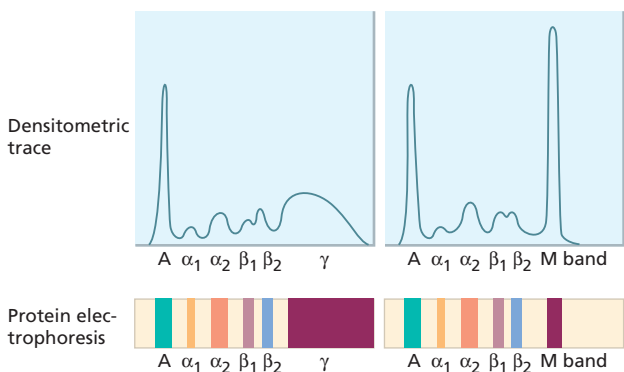 Densitometric
trace
A α₁ α₂ β₁ β₂ γ
A α₁ α₂ β₁ β₂ M band
Protein elec-
trophoresis
A α₁ α₂ β₁ β₂ γ
A α₁ α₂ β₁ β₂ M band